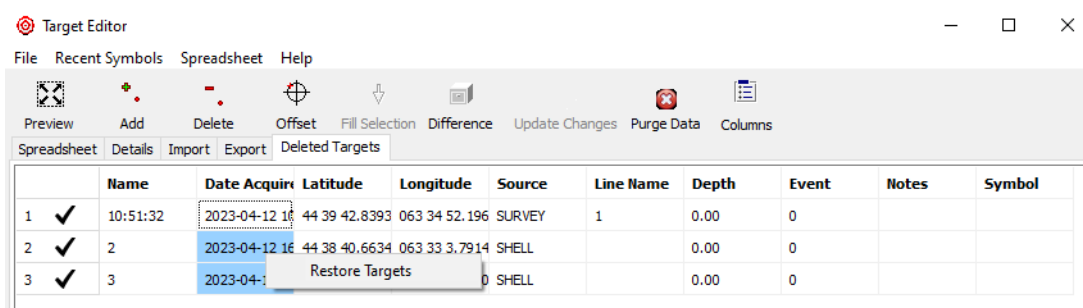 Target Editor
File Recent Symbols Spreadsheet Help
Preview Add Delete Offset Fill Selection Difference Update Changes Purge Data Columns
Spreadsheet Details Import Export Deleted Targets
Name Date Acquire Latitude Longitude Source Line Name Depth Event Notes Symbol
1 10:51:32 2023-04-12 44 39 42.8393 063 34 52.196 SURVEY 1 0.00 0
2 2 2023-04-12 16 44 38 40.6634 063 33 3.7914 SHELL 0.00 0
3 3 2023-04- 0 SHELL 0.00 0
Restore Targets